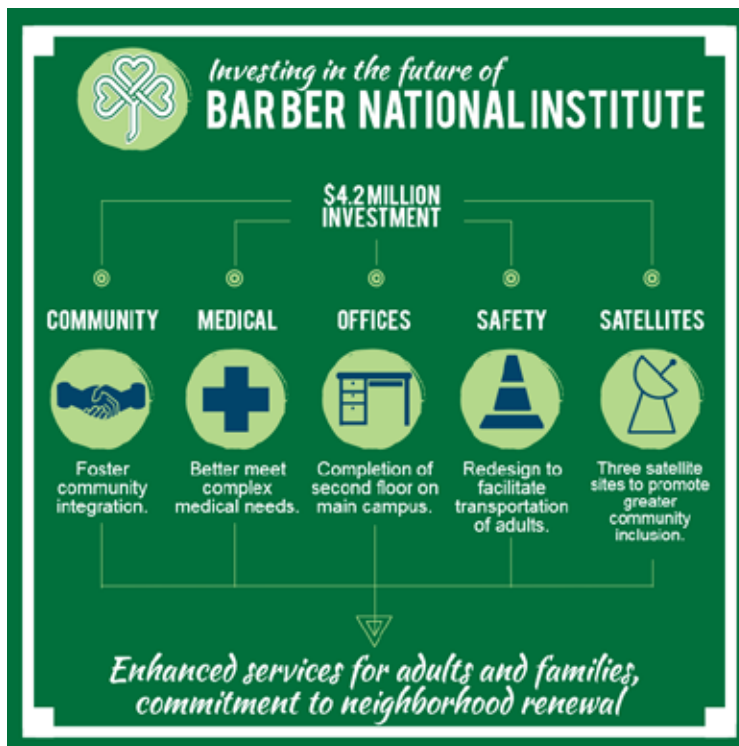 Investing in the future of
BARBER NATIONAL INSTITUTE
$4.2 MILLION
INVESTMENT
COMMUNITY
Foster
community
integration.
MEDICAL
Better meet
complex
medical needs.
OFFICES
Completion of
second floor on
main campus.
SAFETY
Redesign to
facilitate
transportation
of adults.
SATELLITES
Three satellite
sites to promote
greater
community
inclusion.
Enhanced services for adults and families,
commitment to neighborhood renewal